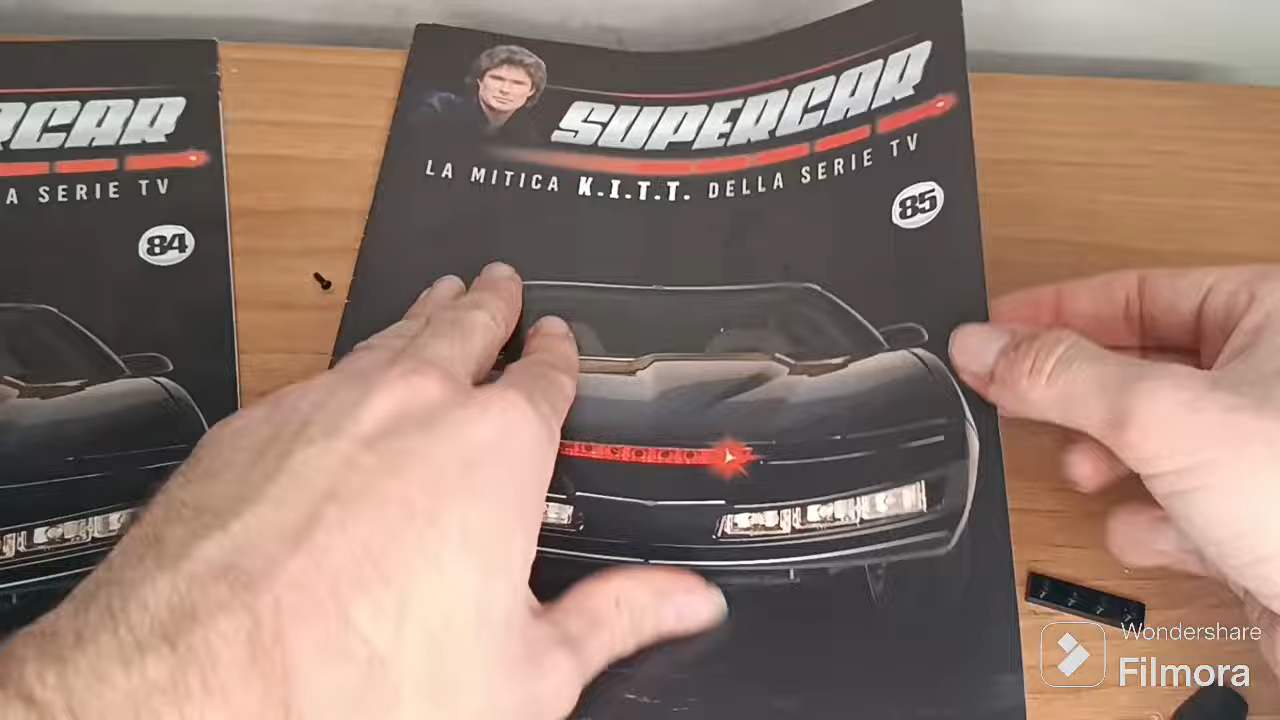 RCAR
A SERIE TV
84
SUPERCAR
LA MITICA K.I.T.T. DELLA SERIE TV
85
Wondershare
Filmora